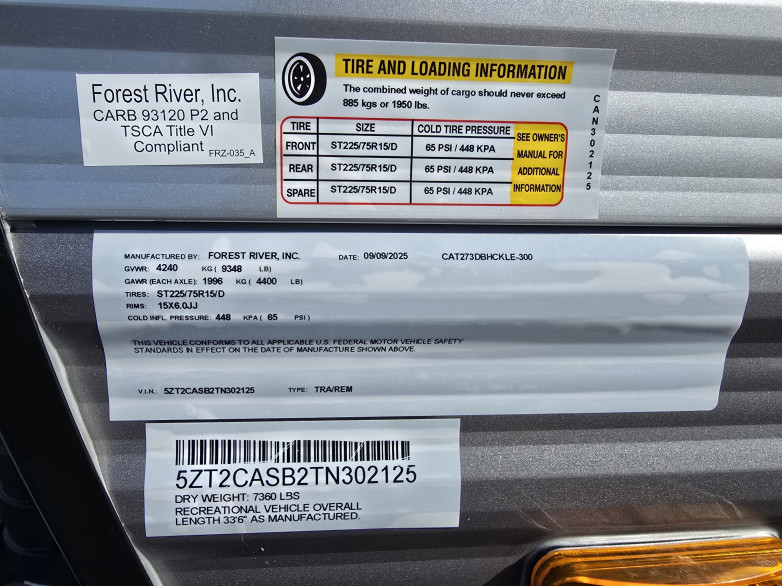 TIRE AND LOADING INFORMATION
The combined weight of cargo should never exceed
885 kgs or 1950 lbs.
TIRE SIZE COLD TIRE PRESSURE
FRONT ST225/75R15/D 65 PSI / 448 KPA
REAR ST225/75R15/D 65 PSI / 448 KPA
SPARE ST225/75R15/D 65 PSI / 448 KPA
SEE OWNER'S
MANUAL FOR
ADDITIONAL
INFORMATION
CAN302125
Forest River, Inc.
CARB 93120 P2 and
TSCA Title VI
Compliant FRZ-035_A
MANUFACTURED BY: FOREST RIVER, INC. DATE: 09/09/2025 CAT273DBHCKLE-300
GVWR: 4240 KG ( 9348 LB)
GAWR (EACH AXLE): 1996 KG ( 4400 LB)
TIRES: ST225/75R15/D
RIMS: 15X6.0JJ
COLD INFL. PRESSURE: 448 KPA ( 65 PSI )
THIS VEHICLE CONFORMS TO ALL APPLICABLE U.S. FEDERAL MOTOR VEHICLE SAFETY
STANDARDS IN EFFECT ON THE DATE OF MANUFACTURE SHOWN ABOVE.
V.I.N.: 5ZT2CASB2TN302125 TYPE: TRA/REM
5ZT2CASB2TN302125
DRY WEIGHT: 7360 LBS
RECREATIONAL VEHICLE OVERALL
LENGTH 33'6" AS MANUFACTURED.